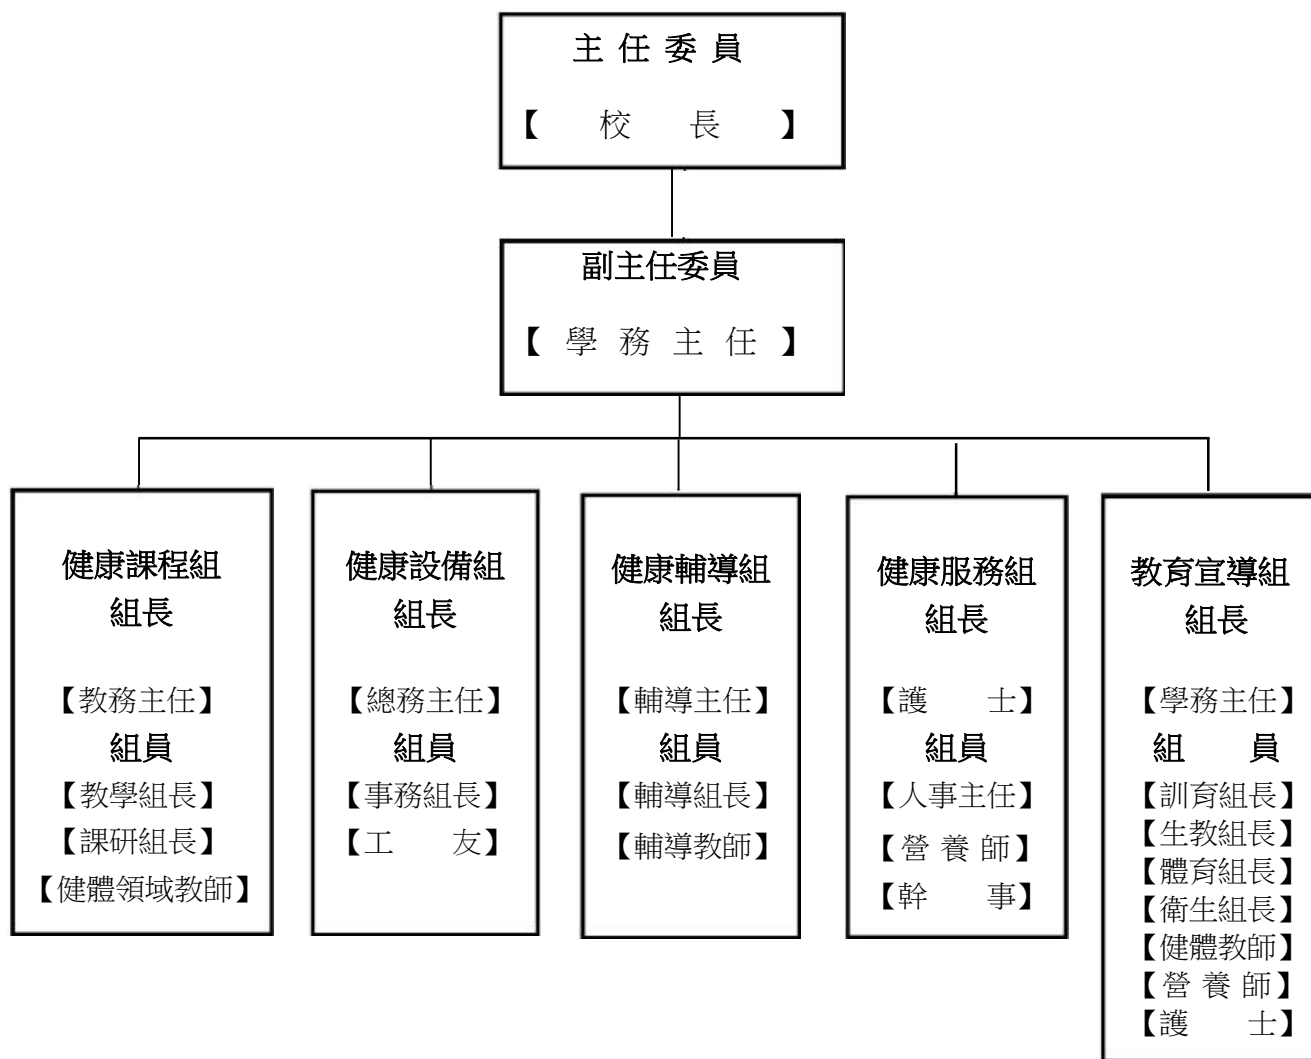 主任委員
【校長】
副主任委員
【學務主任】
健康課程組
組長
【教務主任】
組員
【教學組長】
【課研組長】
【健體領域教師】
健康設備組
組長
【總務主任】
組員
【事務組長】
【工友】
健康輔導組
組長
【輔導主任】
組員
【輔導組長】
【輔導教師】
健康服務組
組長
【護士】
組員
【人事主任】
【營養師】
【幹事】
教育宣導組
組長
【學務主任】
組員
【訓育組長】
【生教組長】
【體育組長】
【衛生組長】
【健體教師】
【營養師】
【護士】